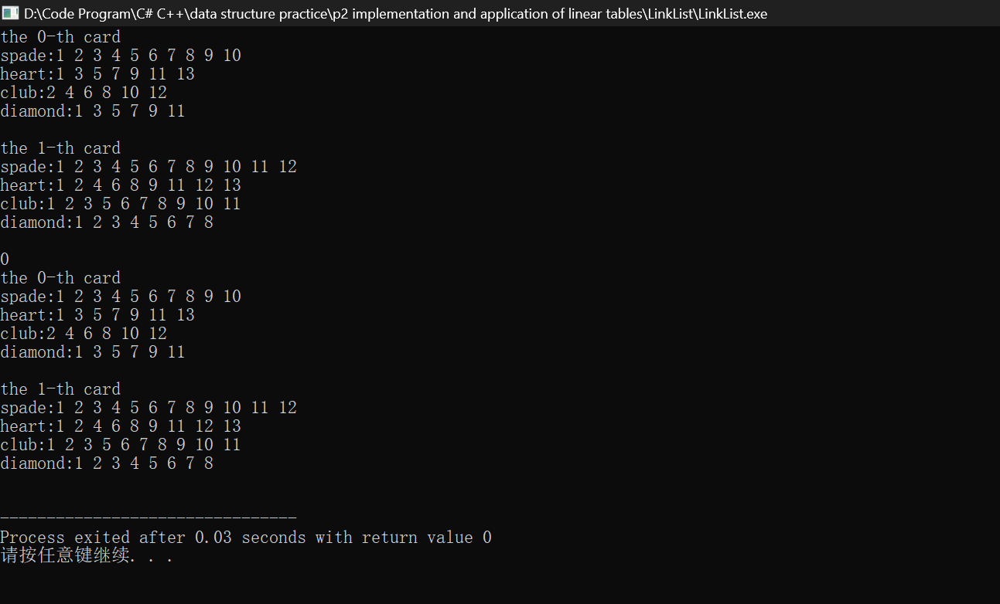 D:\Code Program\C# C++\data structure practice\p2 implementation and application of linear tables\LinkList\LinkList.exe
the 0-th card
spade:1 2 3 4 5 6 7 8 9 10
heart:1 3 5 7 9 11 13
club:2 4 6 8 10 12
diamond:1 3 5 7 9 11
the 1-th card
spade:1 2 3 4 5 6 7 8 9 10 11 12
heart:1 2 4 6 8 9 11 12 13
club:1 2 3 5 6 7 8 9 10 11
diamond:1 2 3 4 5 6 7 8
0
the 0-th card
spade:1 2 3 4 5 6 7 8 9 10
heart:1 3 5 7 9 11 13
club:2 4 6 8 10 12
diamond:1 3 5 7 9 11
the 1-th card
spade:1 2 3 4 5 6 7 8 9 10 11 12
heart:1 2 4 6 8 9 11 12 13
club:1 2 3 5 6 7 8 9 10 11
diamond:1 2 3 4 5 6 7 8
--------------------------------
Process exited after 0.03 seconds with return value 0
请按任意键继续. . .